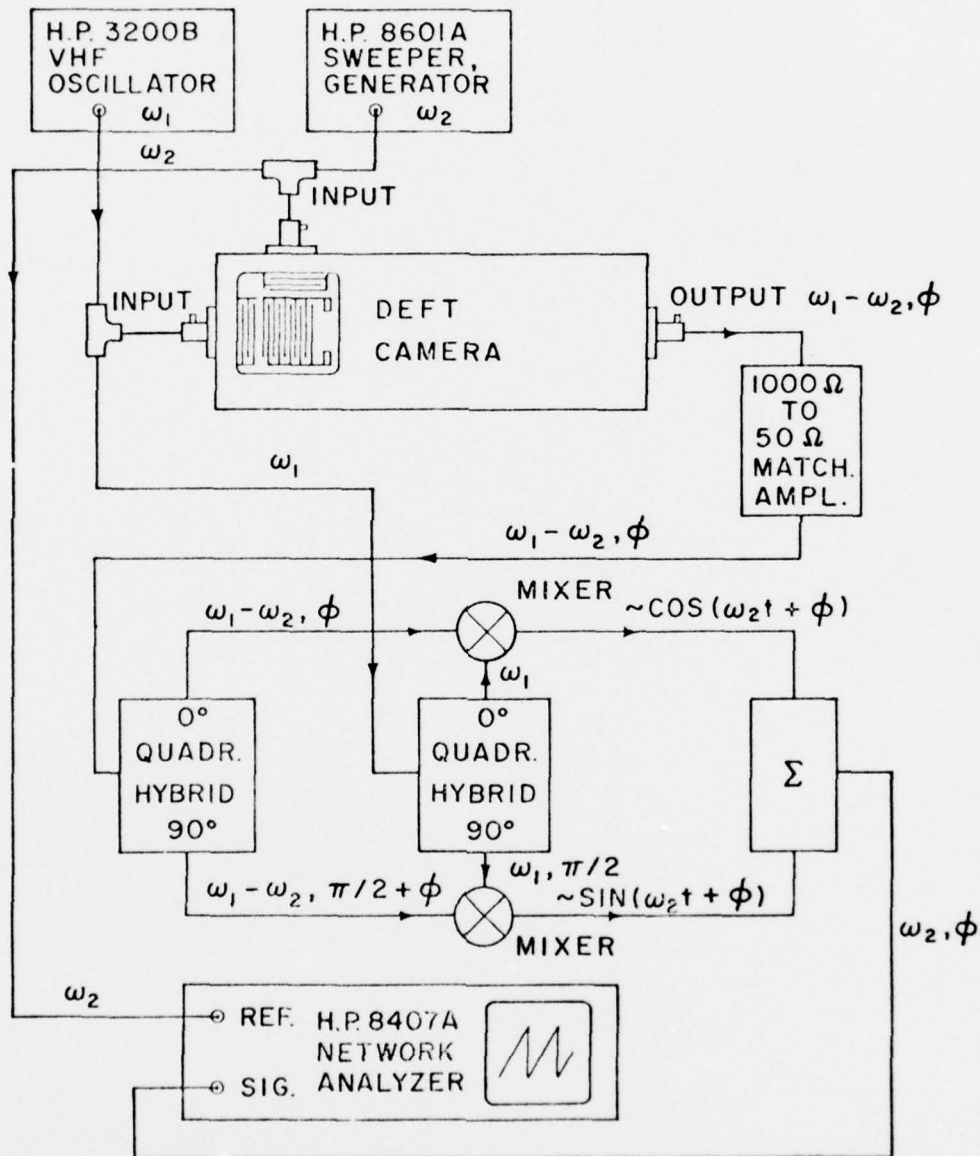 H.P. 3200B
VHF
OSCILLATOR
ω₁
H.P. 8601A
SWEEPER,
GENERATOR
ω₂
ω₂
INPUT
INPUT
DEFT
CAMERA
OUTPUT ω₁-ω₂,ϕ
1000Ω
TO
50Ω
MATCH.
AMPL.
ω₁
ω₁-ω₂,ϕ
MIXER
ω₁-ω₂, ϕ
~COS(ω₂t+ϕ)
ω₁
0°
QUADR.
HYBRID
90°
0°
QUADR.
HYBRID
90°
Σ
ω₁, π/2
ω₁-ω₂, π/2+ϕ
~SIN(ω₂t+ϕ)
MIXER
ω₂,ϕ
ω₂
REF.
SIG.
H.P. 8407A
NETWORK
ANALYZER